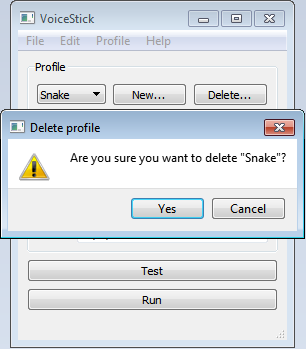 VoiceStick
File Edit Profile Help
Profile
Snake New... Delete...
Delete profile
Are you sure you want to delete "Snake"?
Yes Cancel
Test
Run